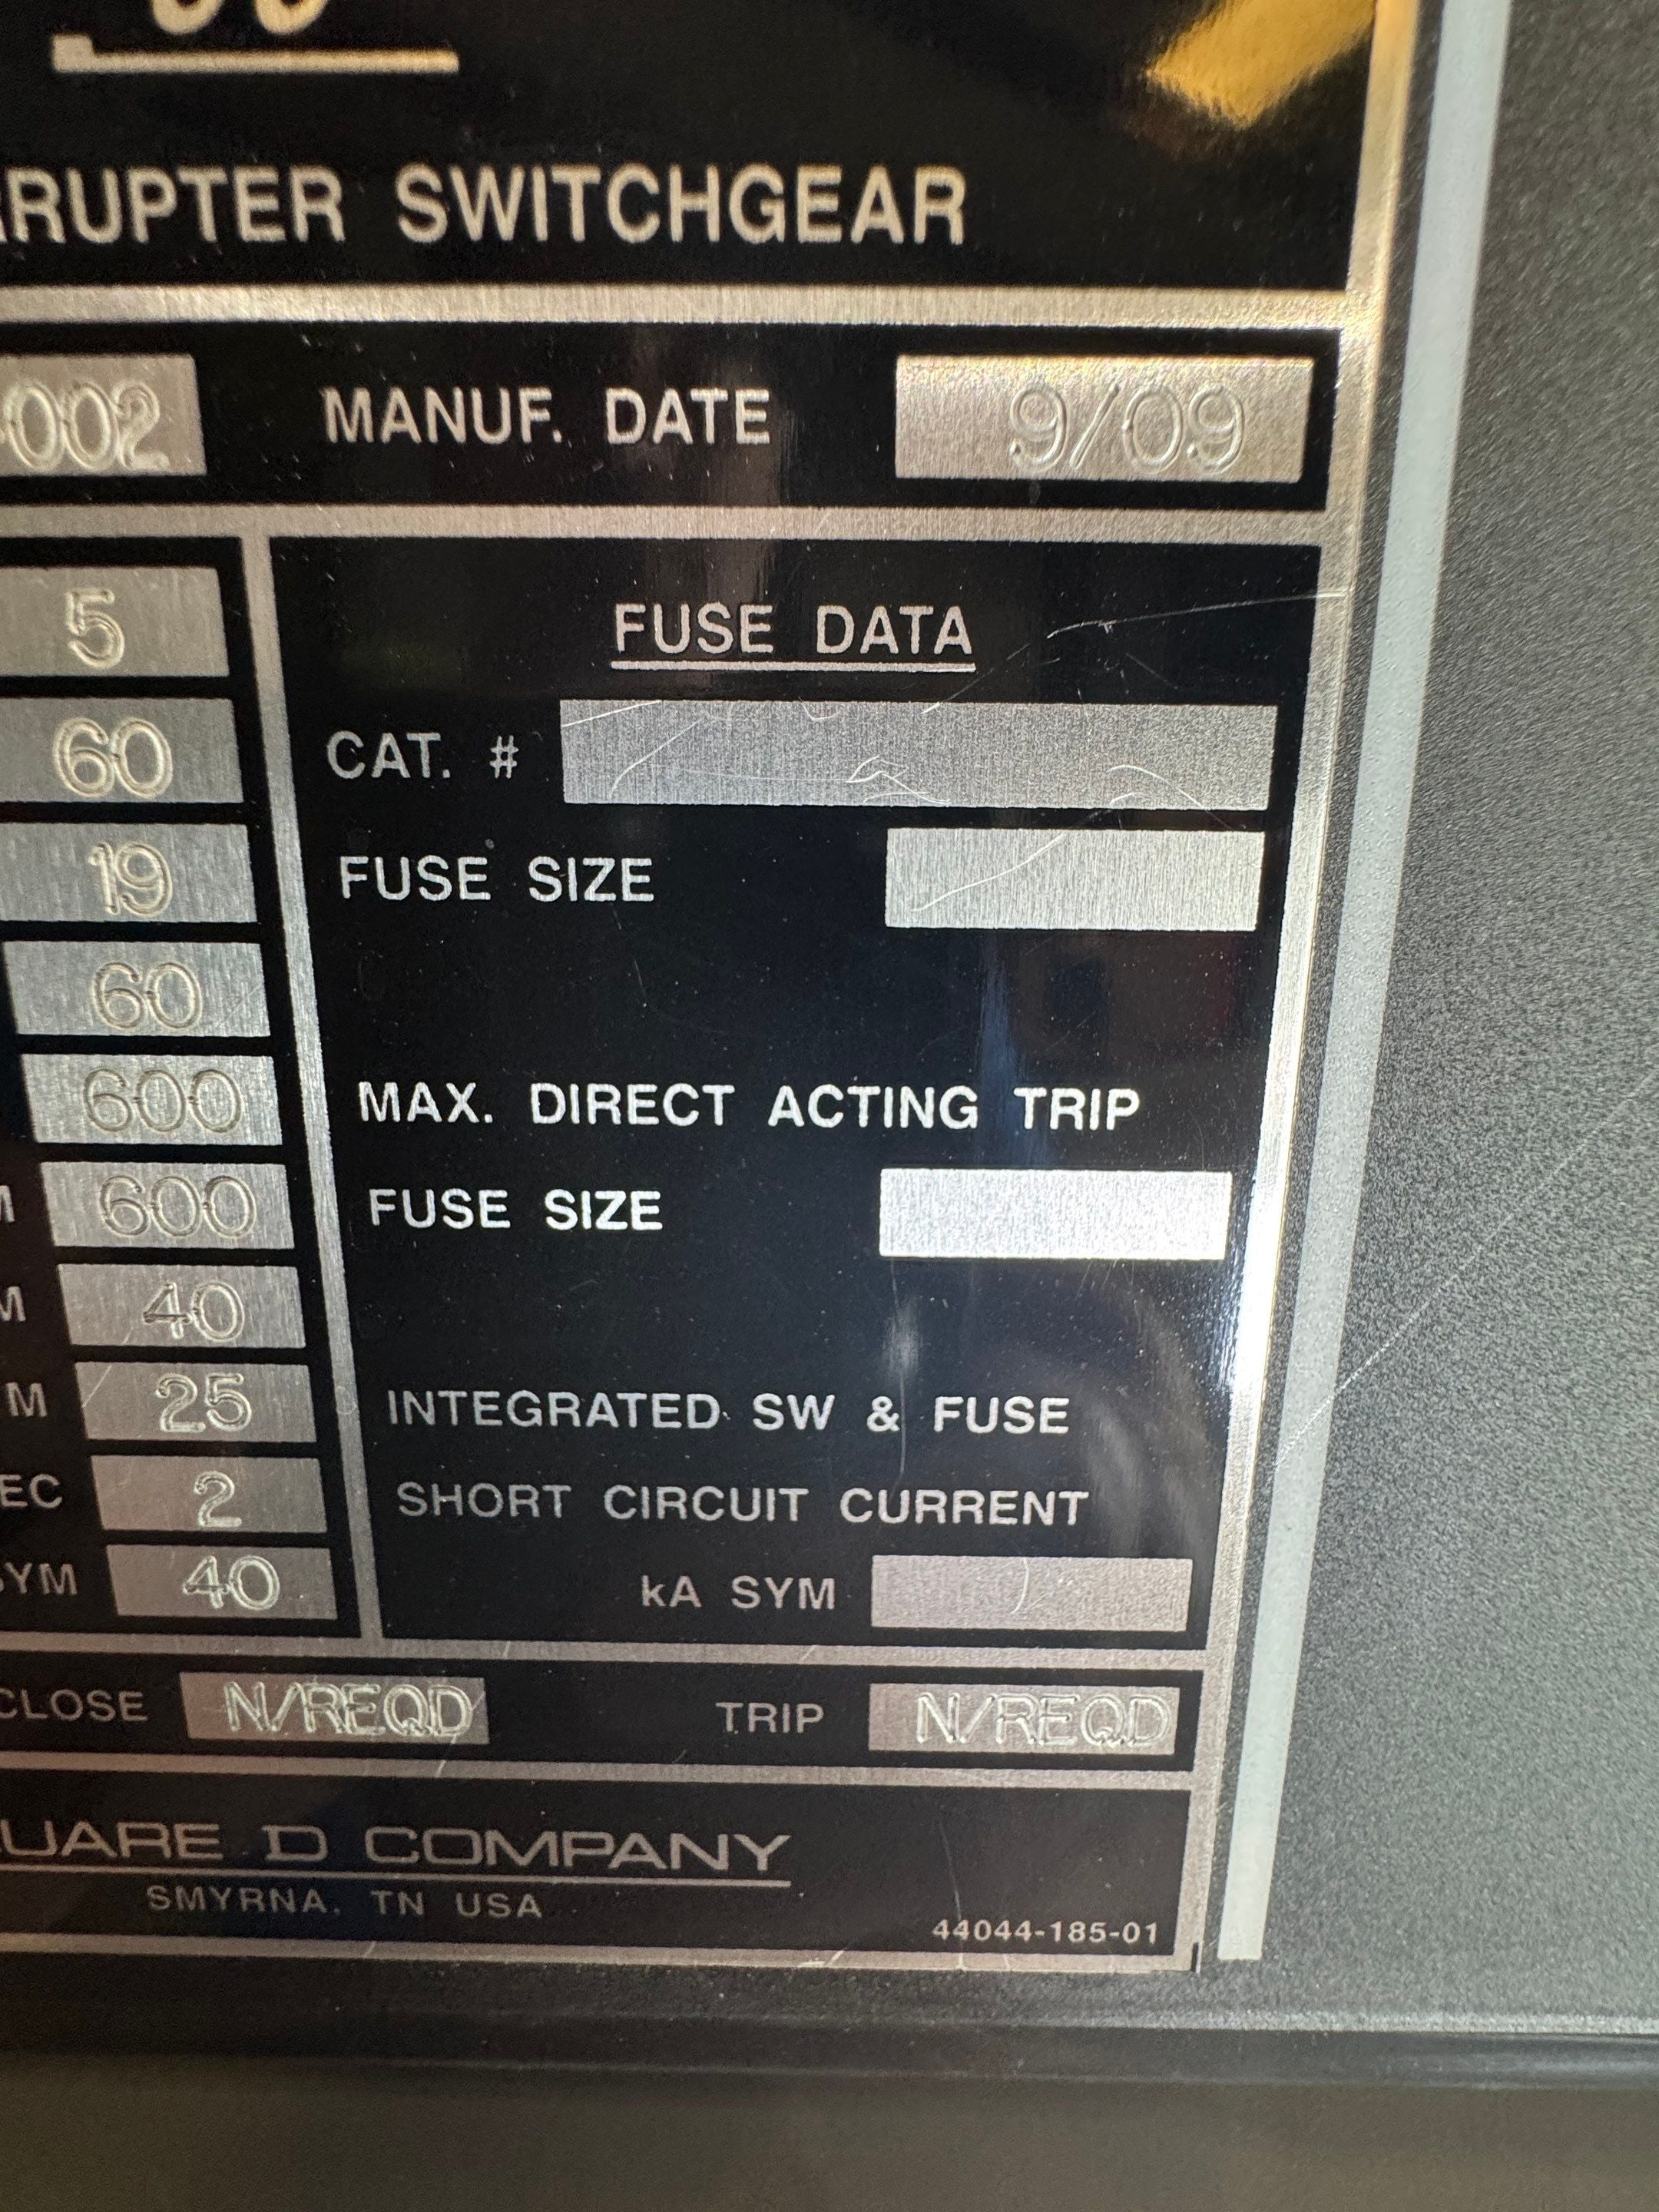 RRUPTER SWITCHGEAR
002 MANUF. DATE 9/09
5
FUSE DATA
60 CAT. #
19 FUSE SIZE
60
600 MAX. DIRECT ACTING TRIP
M 600 FUSE SIZE
M 40
M 25 INTEGRATED SW & FUSE
EC 2 SHORT CIRCUIT CURRENT
SYM 40 kA SYM
CLOSE N/REQD TRIP N/REQD
UARE D COMPANY
SMYRNA, TN USA
44044-185-01